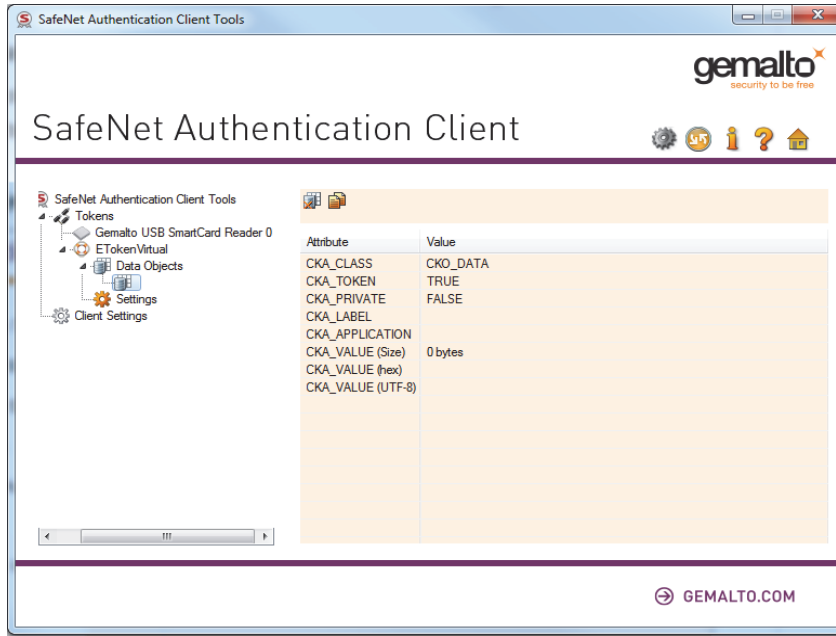 SafeNet Authentication Client Tools
gemalto
security to be free
SafeNet Authentication Client
SafeNet Authentication Client Tools
Tokens
Gemalto USB SmartCard Reader 0
ETokenVirtual
Data Objects
Settings
Client Settings
Attribute Value
CKA_CLASS CKO_DATA
CKA_TOKEN TRUE
CKA_PRIVATE FALSE
CKA_LABEL
CKA_APPLICATION
CKA_VALUE (Size) 0 bytes
CKA_VALUE (hex)
CKA_VALUE (UTF-8)
GEMALTO.COM